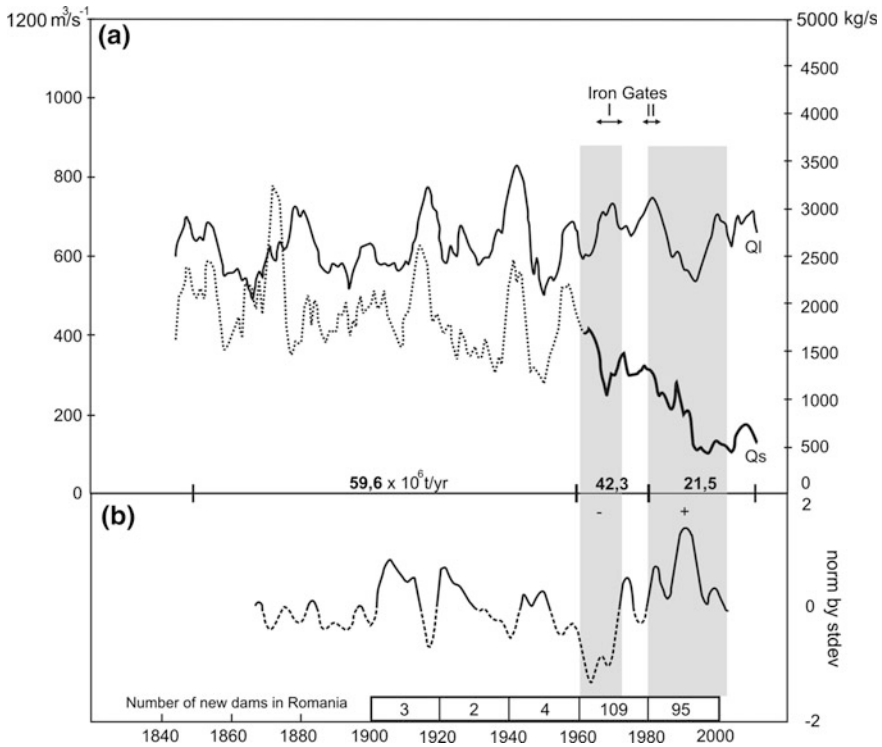 1200 m³/s⁻¹
5000 kg/s
(a)
4500
Iron Gates
I II
1000
4000
3500
800
3000
600
Ql
2500
2000
400
1500
1000
200
Qs
500
59,6 x 10⁶ t/yr
42,3
21,5
0
0
(b)
2
- +
0
norm by stdev
Number of new dams in Romania
3 2 4 109 95
-2
1840 1860 1880 1900 1920 1940 1960 1980 2000